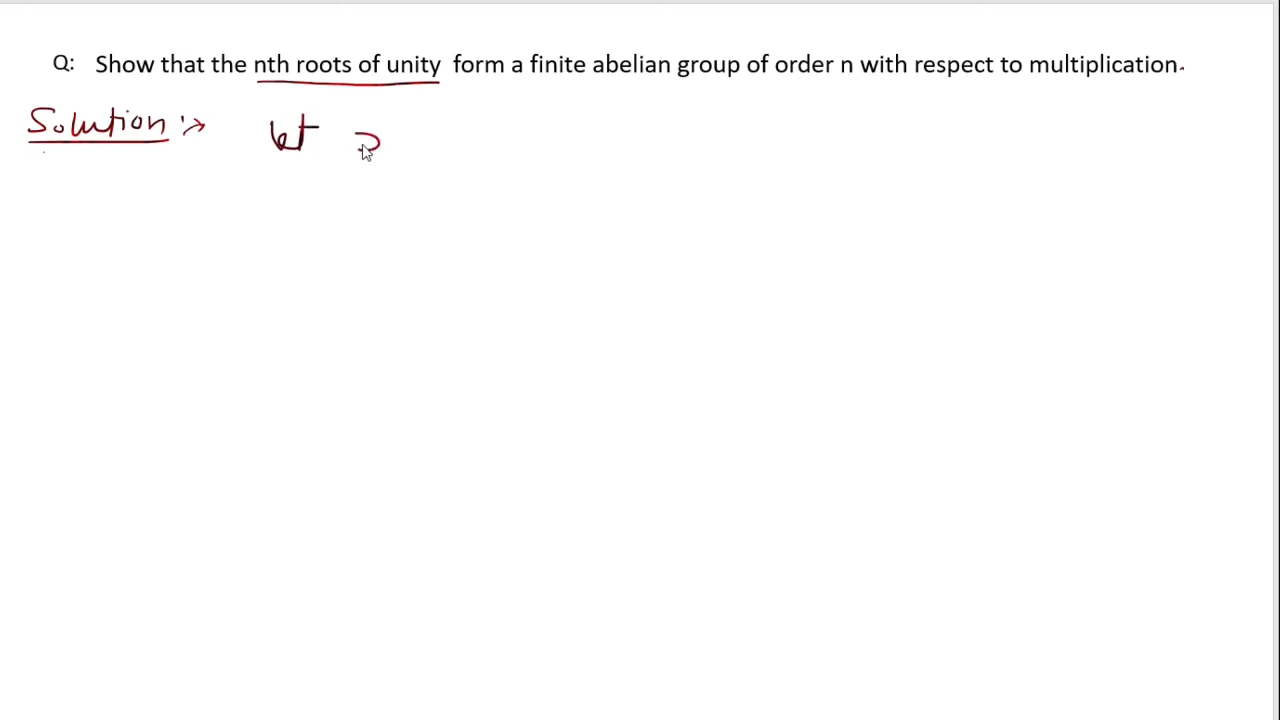 Q: Show that the nth roots of unity form a finite abelian group of order n with respect to multiplication.
Solution :→ let